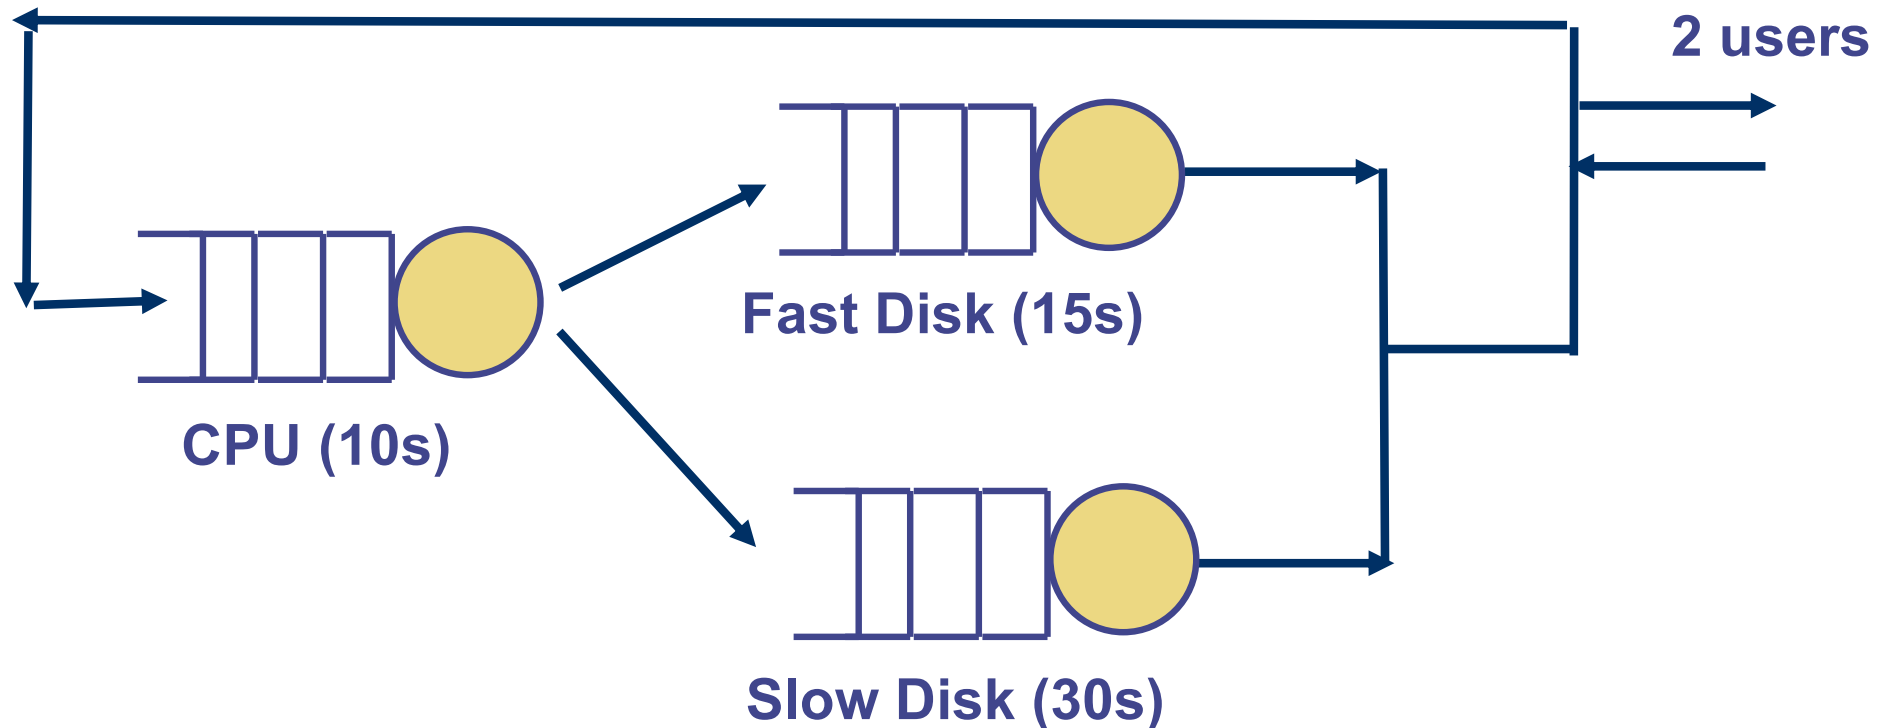 2 users
Fast Disk (15s)
CPU (10s)
Slow Disk (30s)